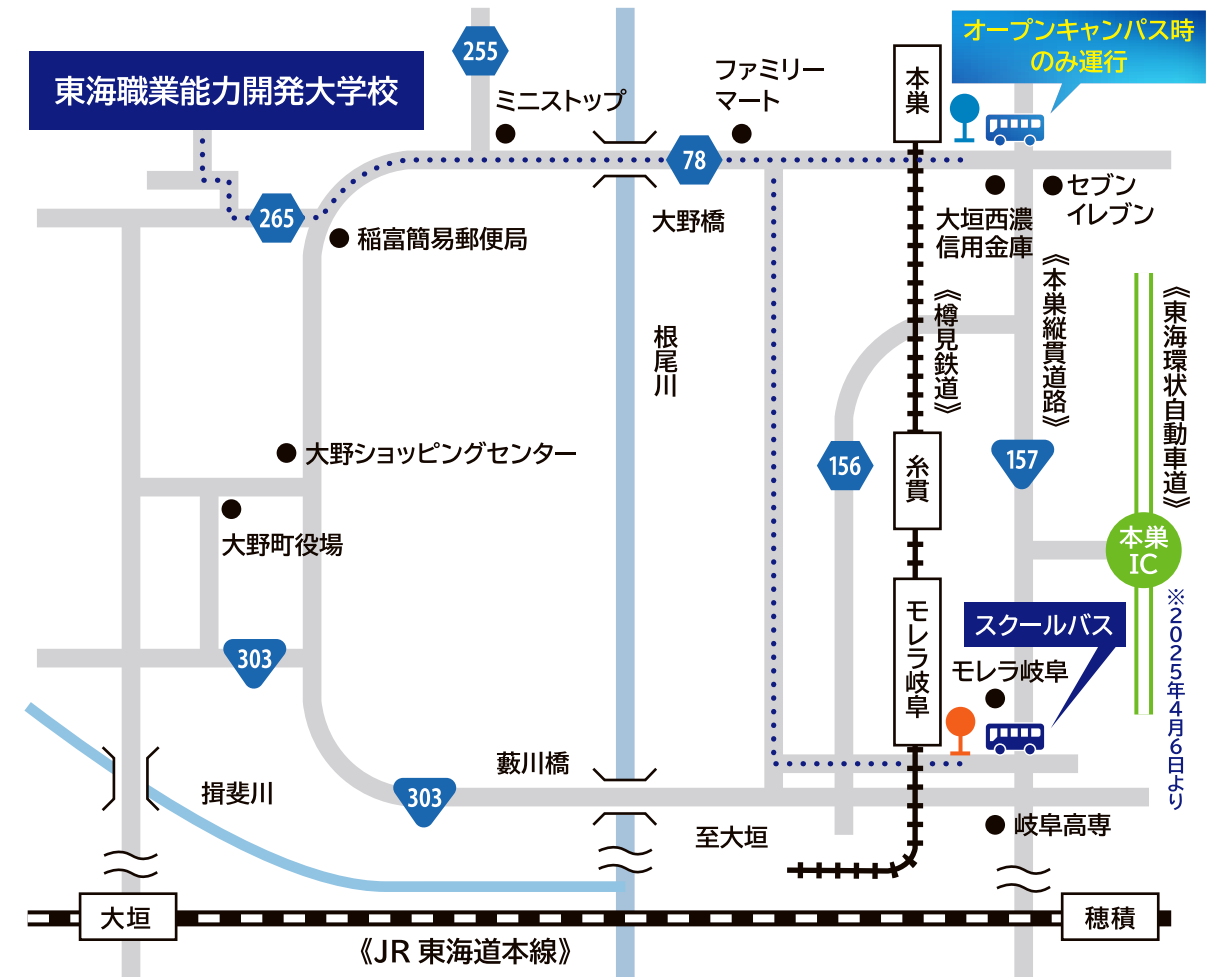 オープンキャンパス時
のみ運行
東海職業能力開発大学校
255
ミニストップ
ファミリー
マート
本巣
78
265
稲富簡易郵便局
大野橋
大垣西濃
信用金庫
セブン
イレブン
根尾川
《樽見鉄道》
《本巣縦貫道路》
《東海環状自動車道》
大野ショッピングセンター
156
糸貫
157
大野町役場
本巣
IC
※2025年4月6日より
モレラ岐阜
スクールバス
モレラ岐阜
303
藪川橋
揖斐川
303
至大垣
岐阜高専
大垣
穂積
《JR 東海道本線》